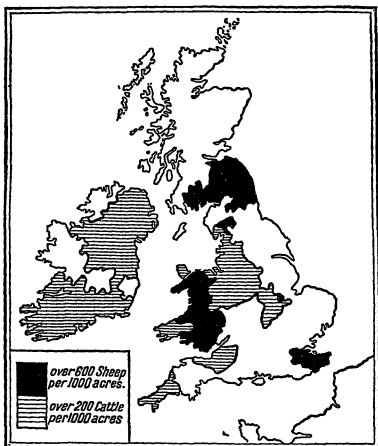 over 600 Sheep
per 1000 acres.
over 200 Cattle
per 1000 acres